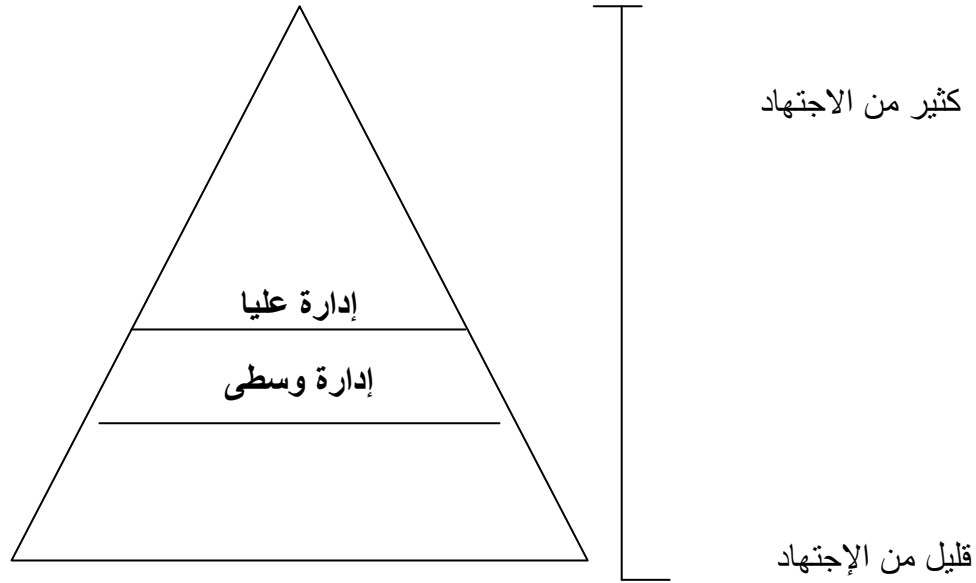 كثير من الاجتهاد
إدارة عليا
إدارة وسطى
قليل من الإجتهاد